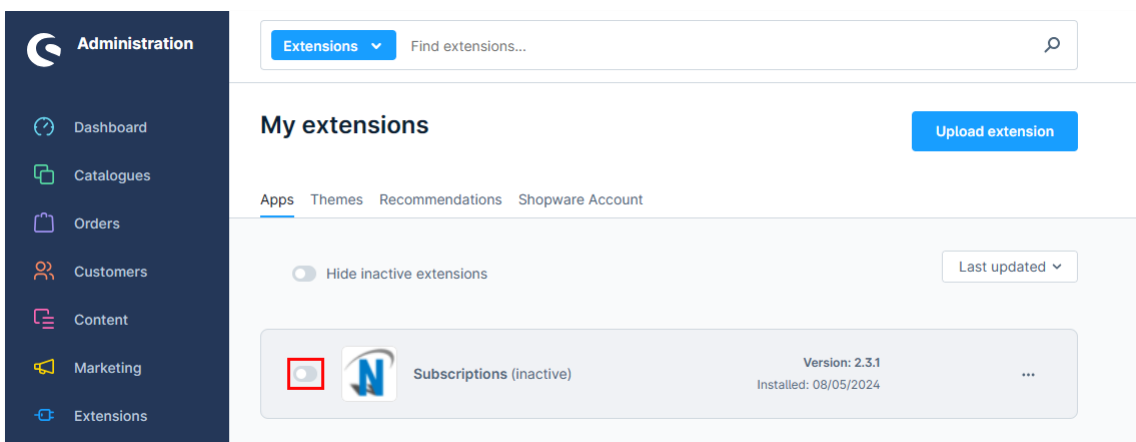 Administration
Dashboard
Catalogues
Orders
Customers
Content
Marketing
Extensions
Extensions
Find extensions...
My extensions
Upload extension
Apps Themes Recommendations Shopware Account
Hide inactive extensions
Last updated
N
Subscriptions (inactive)
Version: 2.3.1
Installed: 08/05/2024